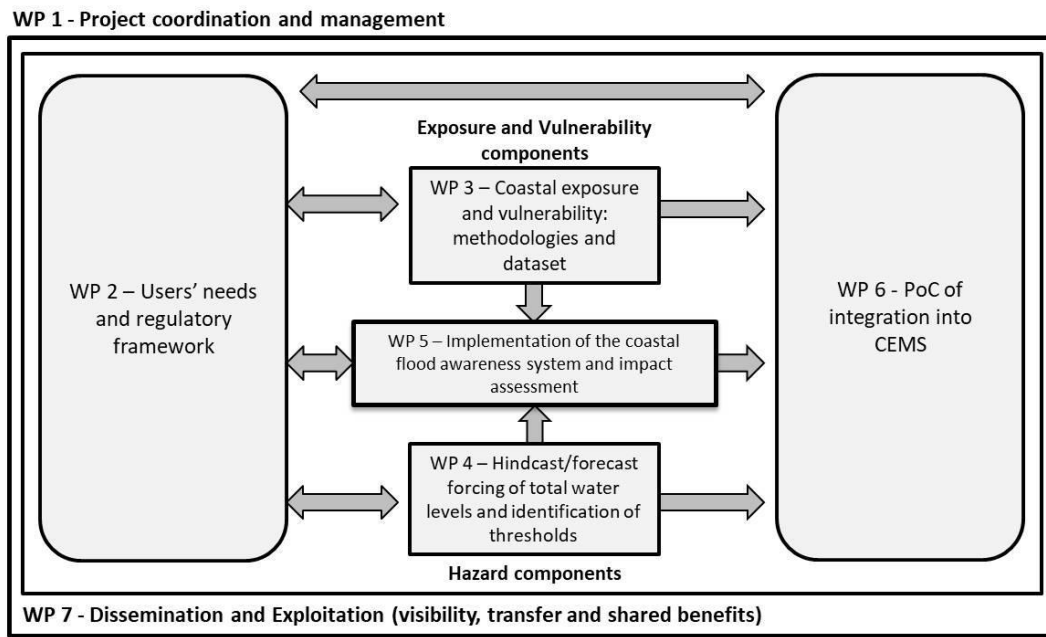 WP 1 - Project coordination and management
Exposure and Vulnerability
components
WP 3 – Coastal exposure
and vulnerability:
methodologies and
dataset
WP 2 – Users’ needs
and regulatory
framework
WP 5 – Implementation of the coastal
flood awareness system and impact
assessment
WP 6 - PoC of
integration into
CEMS
WP 4 – Hindcast/forecast
forcing of total water
levels and identification of
thresholds
Hazard components
WP 7 - Dissemination and Exploitation (visibility, transfer and shared benefits)